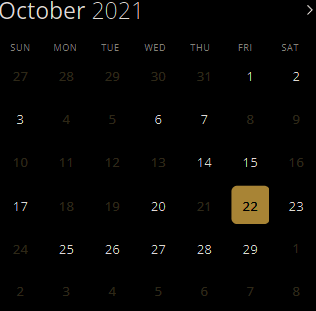 October 2021 >
SUN MON TUE WED THU FRI SAT
27 28 29 30 31 1 2
3 4 5 6 7 8 9
10 11 12 13 14 15 16
17 18 19 20 21 22 23
24 25 26 27 28 29 1
2 3 4 5 6 7 8